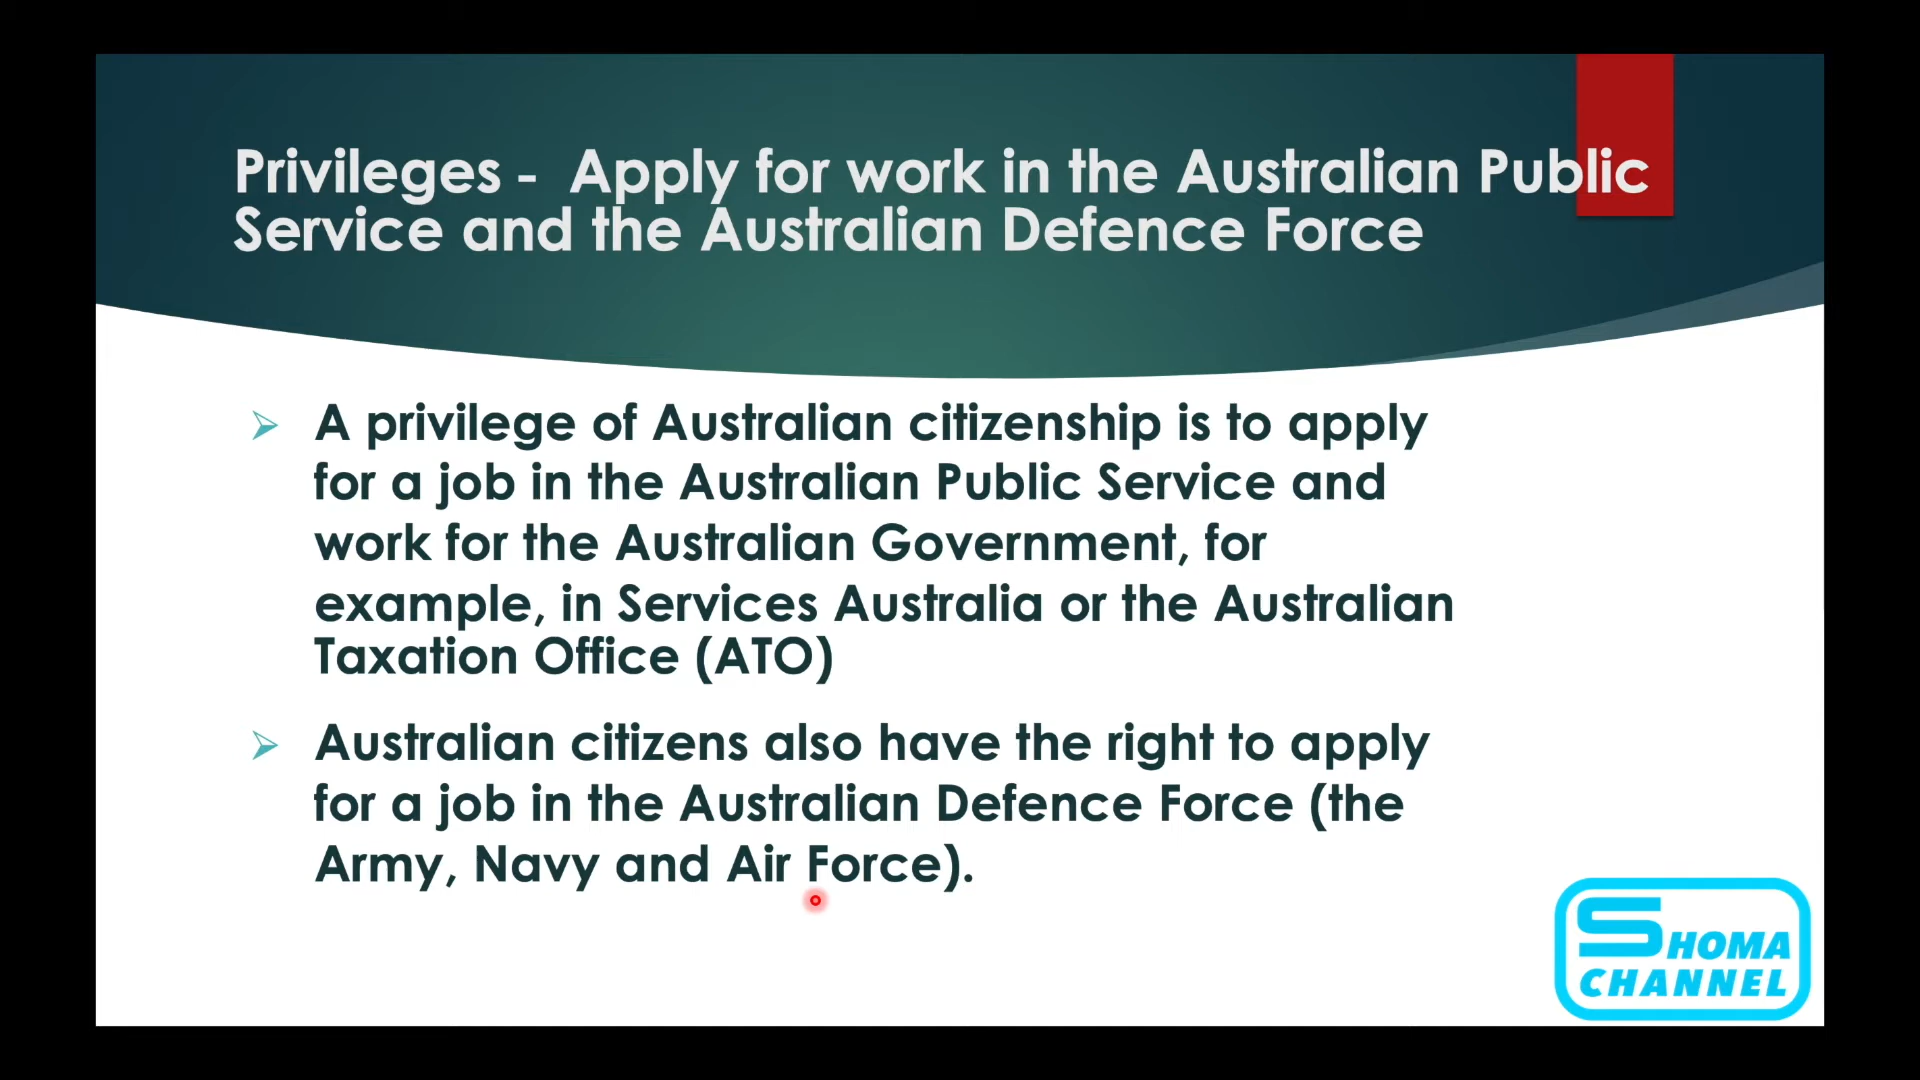 Privileges -  Apply for work in the Australian Public
Service and the Australian Defence Force
A privilege of Australian citizenship is to apply
for a job in the Australian Public Service and
work for the Australian Government, for
example, in Services Australia or the Australian
Taxation Office (ATO)
Australian citizens also have the right to apply
for a job in the Australian Defence Force (the
Army, Navy and Air Force).
SHOMA
CHANNEL